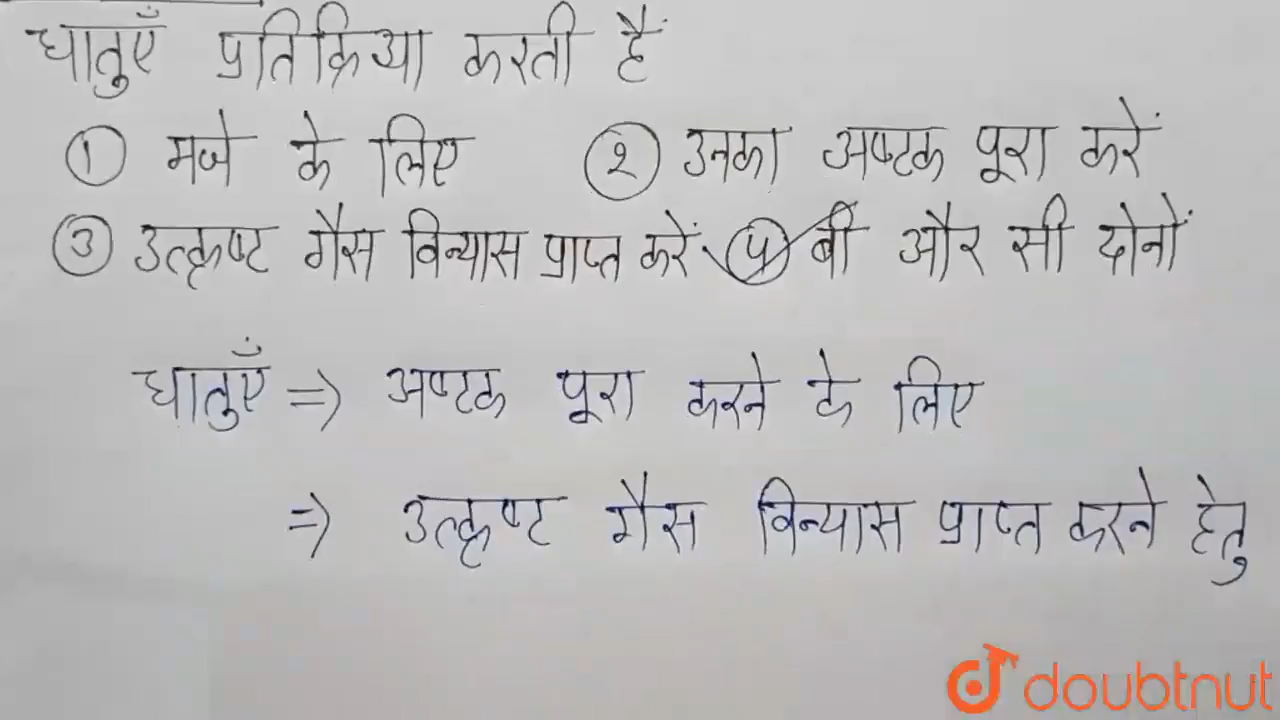 धातुएँ प्रतिक्रिया करती हैं
① मजे के लिए ② उनका अष्टक पूरा करें
③ उत्कृष्ट गैस विन्यास प्राप्त करें ④ बी और सी दोनों
धातुएँ => अष्टक पूरा करने के लिए
=> उत्कृष्ट गैस विन्यास प्राप्त करने हेतु
doubtnut